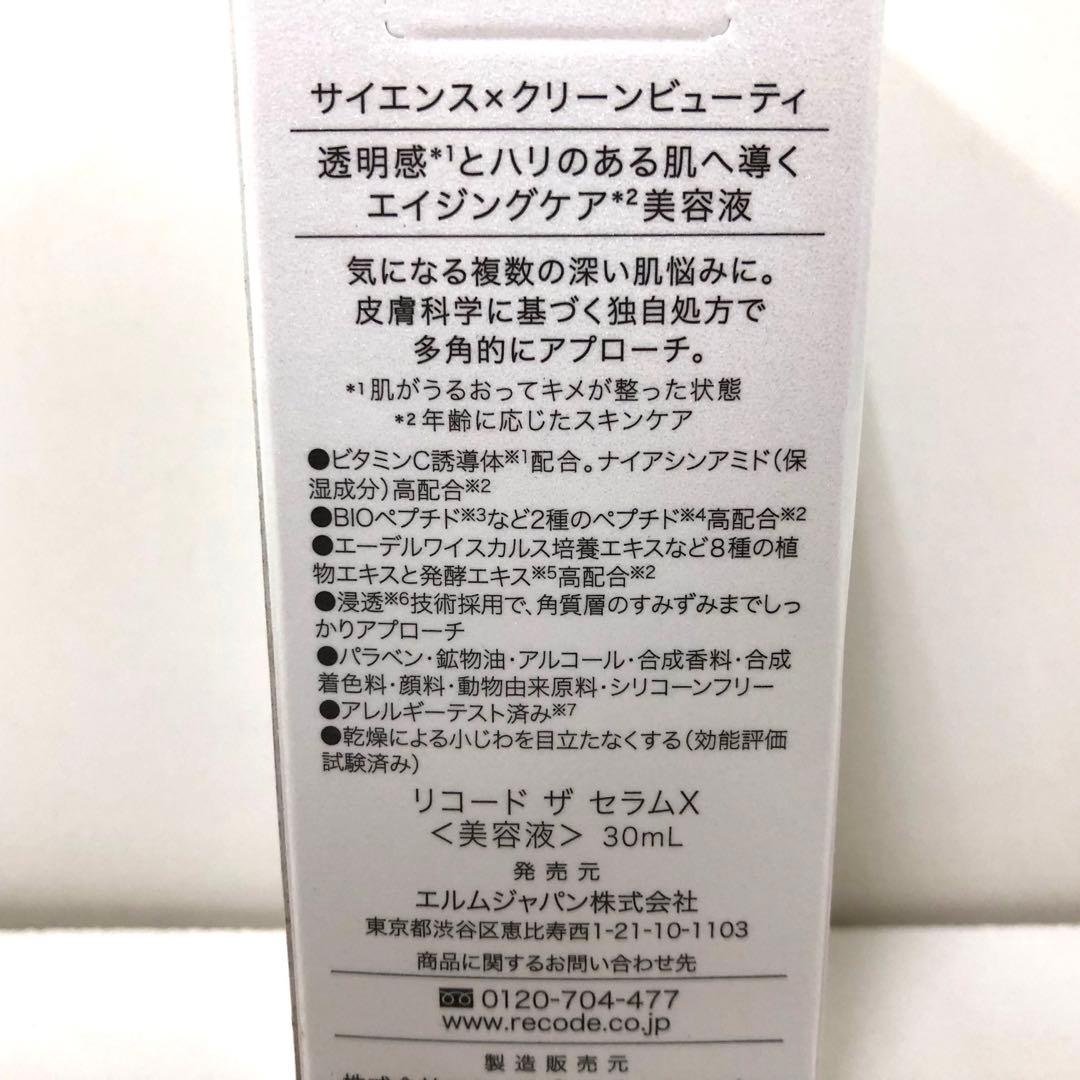 サイエンス×クリーンビューティ
透明感*1とハリのある肌へ導く
エイジングケア*2美容液
気になる複数の深い肌悩みに。
皮膚科学に基づく独自処方で
多角的にアプローチ。
*1肌がうるおってキメが整った状態
*2年齢に応じたスキンケア
●ビタミンC誘導体※1配合。ナイアシンアミド(保
湿成分)高配合※2
●BIOペプチド※3など2種のペプチド※4高配合※2
●エーデルワイスカルス培養エキスなど8種の植
物エキスと発酵エキス※5高配合※2
●浸透※6技術採用で、角質層のすみずみまでしっ
かりアプローチ
●パラベン・鉱物油・アルコール・合成香料・合成
着色料・顔料・動物由来原料・シリコーンフリー
●アレルギーテスト済み※7
●乾燥による小じわを目立たなくする(効能評価
試験済み)
リコード ザ セラムX
＜美容液＞ 30mL
発売元
エルムジャパン株式会社
東京都渋谷区恵比寿西1-21-10-1103
商品に関するお問い合わせ先
0120-704-477
www.recode.co.jp
製造販売元